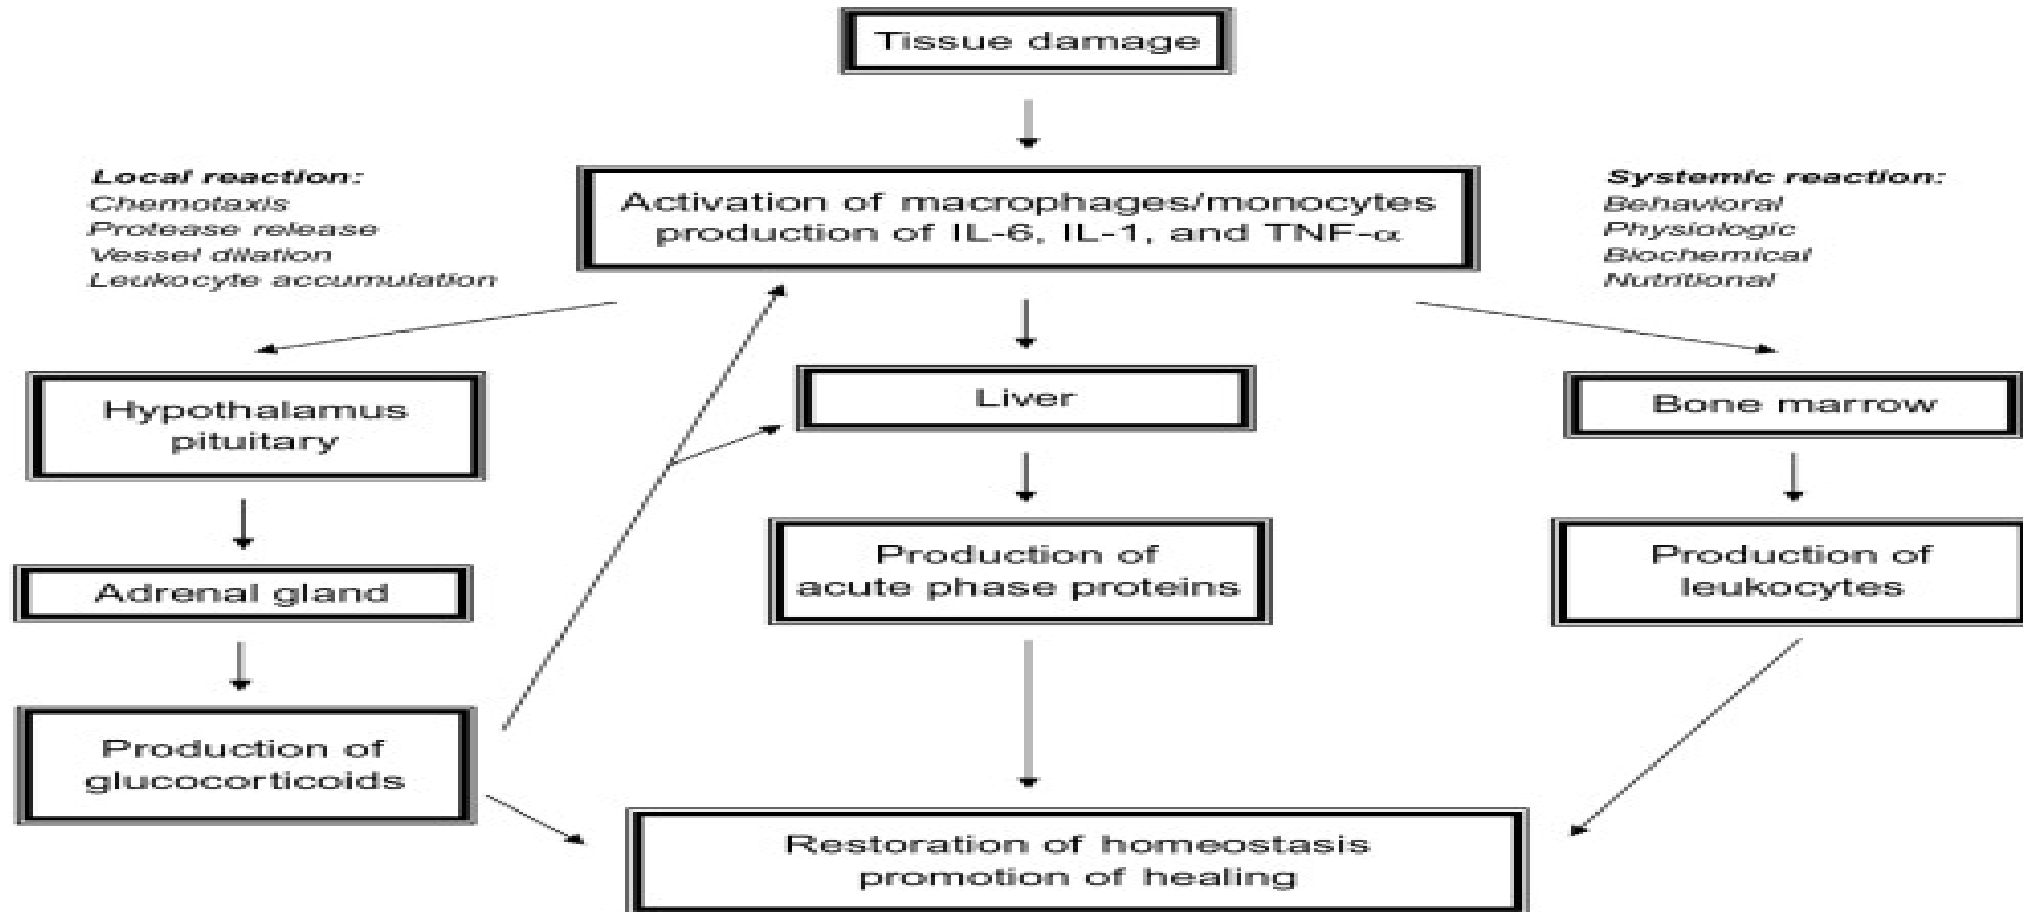 Tissue damage
Local reaction:
Chemotaxis
Protease release
Vessel dilation
Leukocyte accumulation
Activation of macrophages/monocytes
production of IL-6, IL-1, and TNF-α
Systemic reaction:
Behavioral
Physiologic
Biochemical
Nutritional
Hypothalamus
pituitary
Liver
Bone marrow
Adrenal gland
Production of
acute phase proteins
Production of
leukocytes
Production of
glucocorticoids
Restoration of homeostasis
promotion of healing